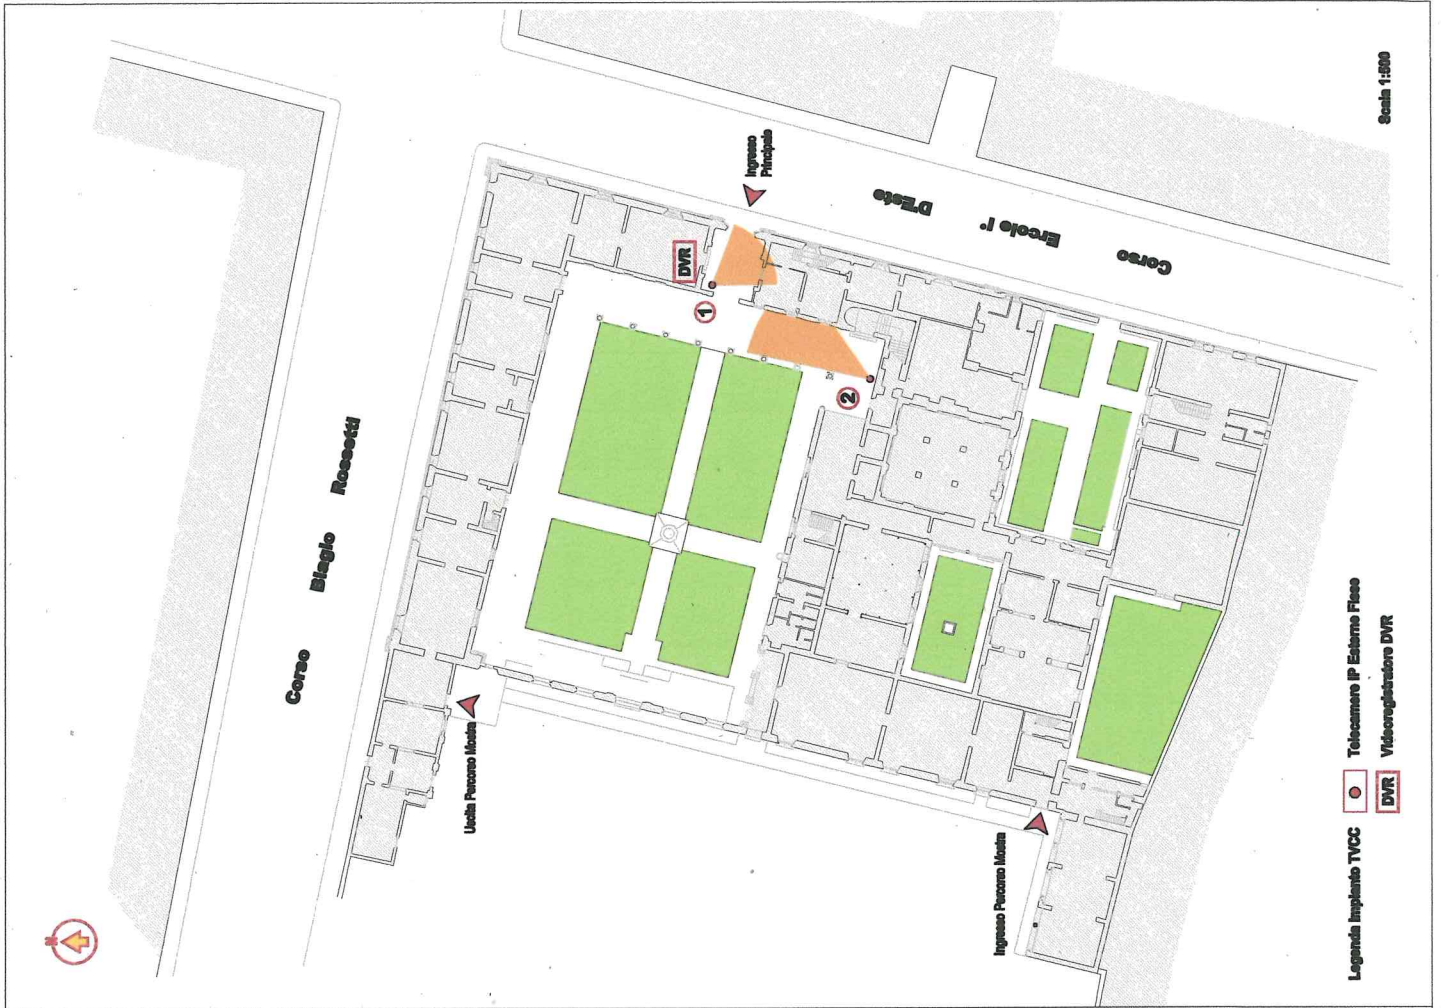 N
Corso Biagio Rossetti
Ingresso
Principale
DVR
1
2
Corso Ercole I° D'Este
Uscita Percorso Mostra
Ingresso Percorso Mostra
Scala 1:500
Legenda Impianto TVCC
Telecamere IP Esterne Fisse
DVR Videoregistratore DVR